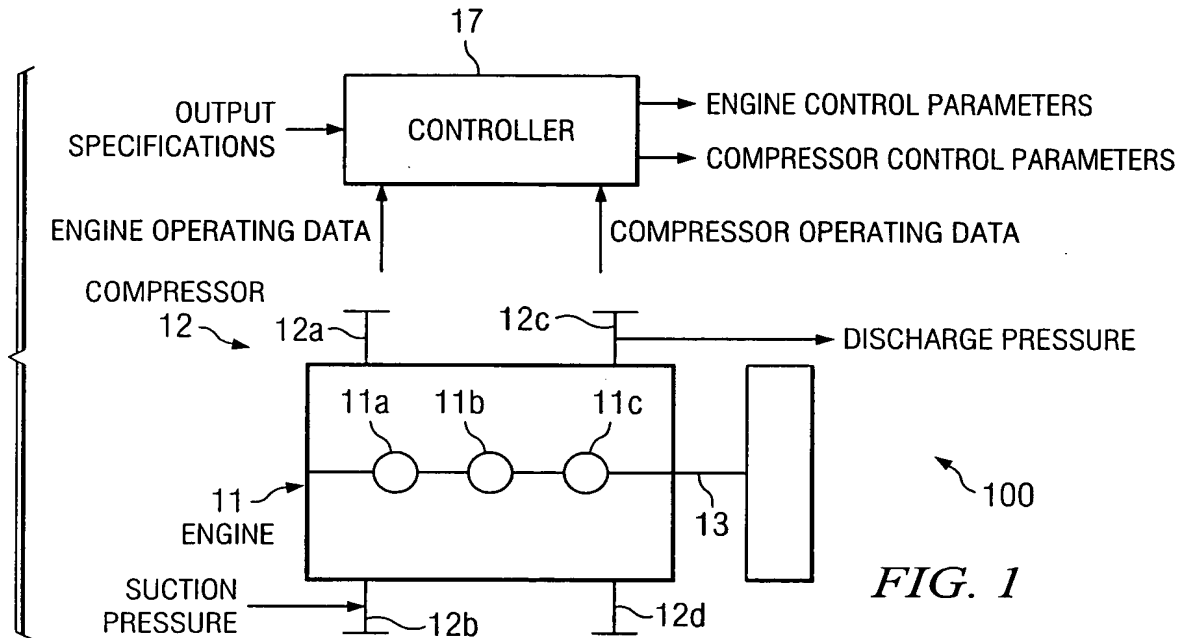 17
OUTPUT
SPECIFICATIONS
CONTROLLER
ENGINE CONTROL PARAMETERS
COMPRESSOR CONTROL PARAMETERS
ENGINE OPERATING DATA
COMPRESSOR OPERATING DATA
COMPRESSOR
12
12a
12c
DISCHARGE PRESSURE
11a
11b
11c
11
ENGINE
13
100
SUCTION
PRESSURE
12b
12d
FIG. 1